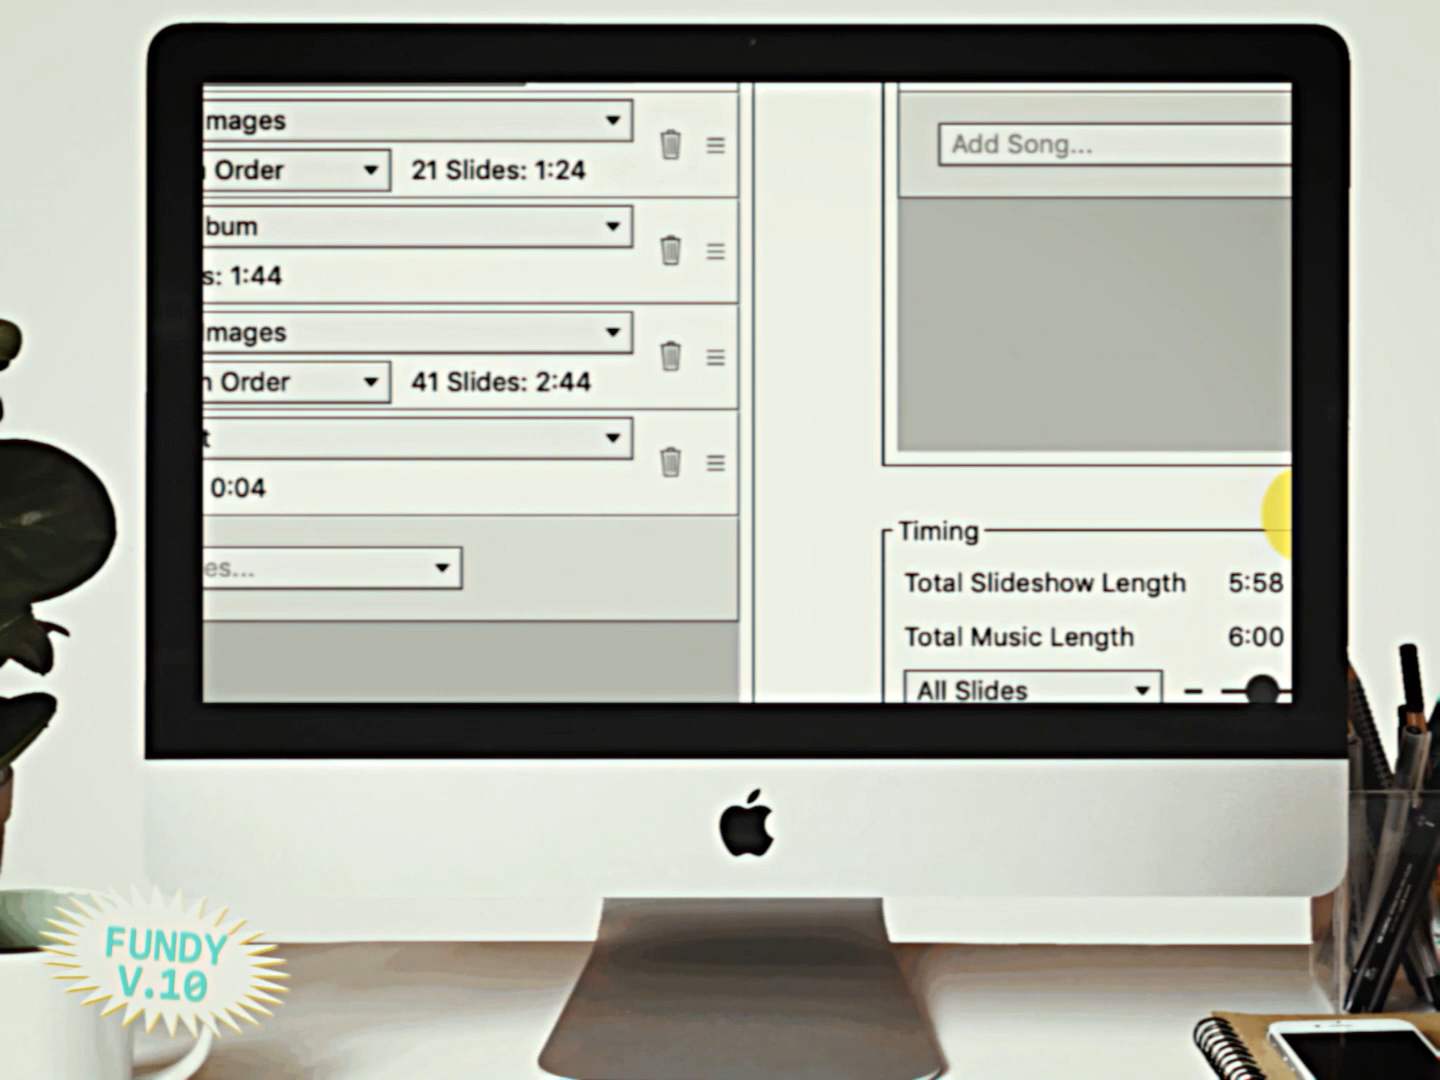 mages
Order
21 Slides: 1:24
bum
s: 1:44
mages
n Order
41 Slides: 2:44
t
0:04
es...
Add Song...
Timing
Total Slideshow Length 5:58
Total Music Length 6:00
All Slides
FUNDY
V.10